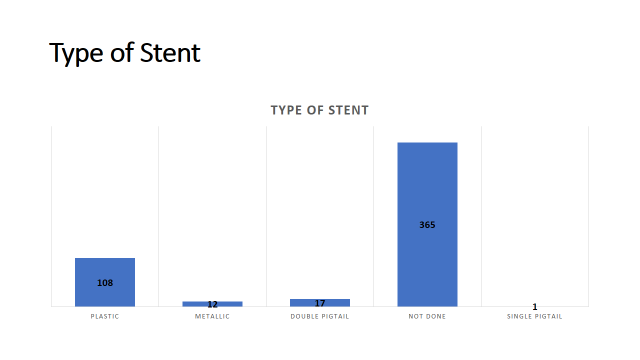 Type of Stent
TYPE OF STENT
108
12
17
365
1
PLASTIC
METALLIC
DOUBLE PIGTAIL
NOT DONE
SINGLE PIGTAIL